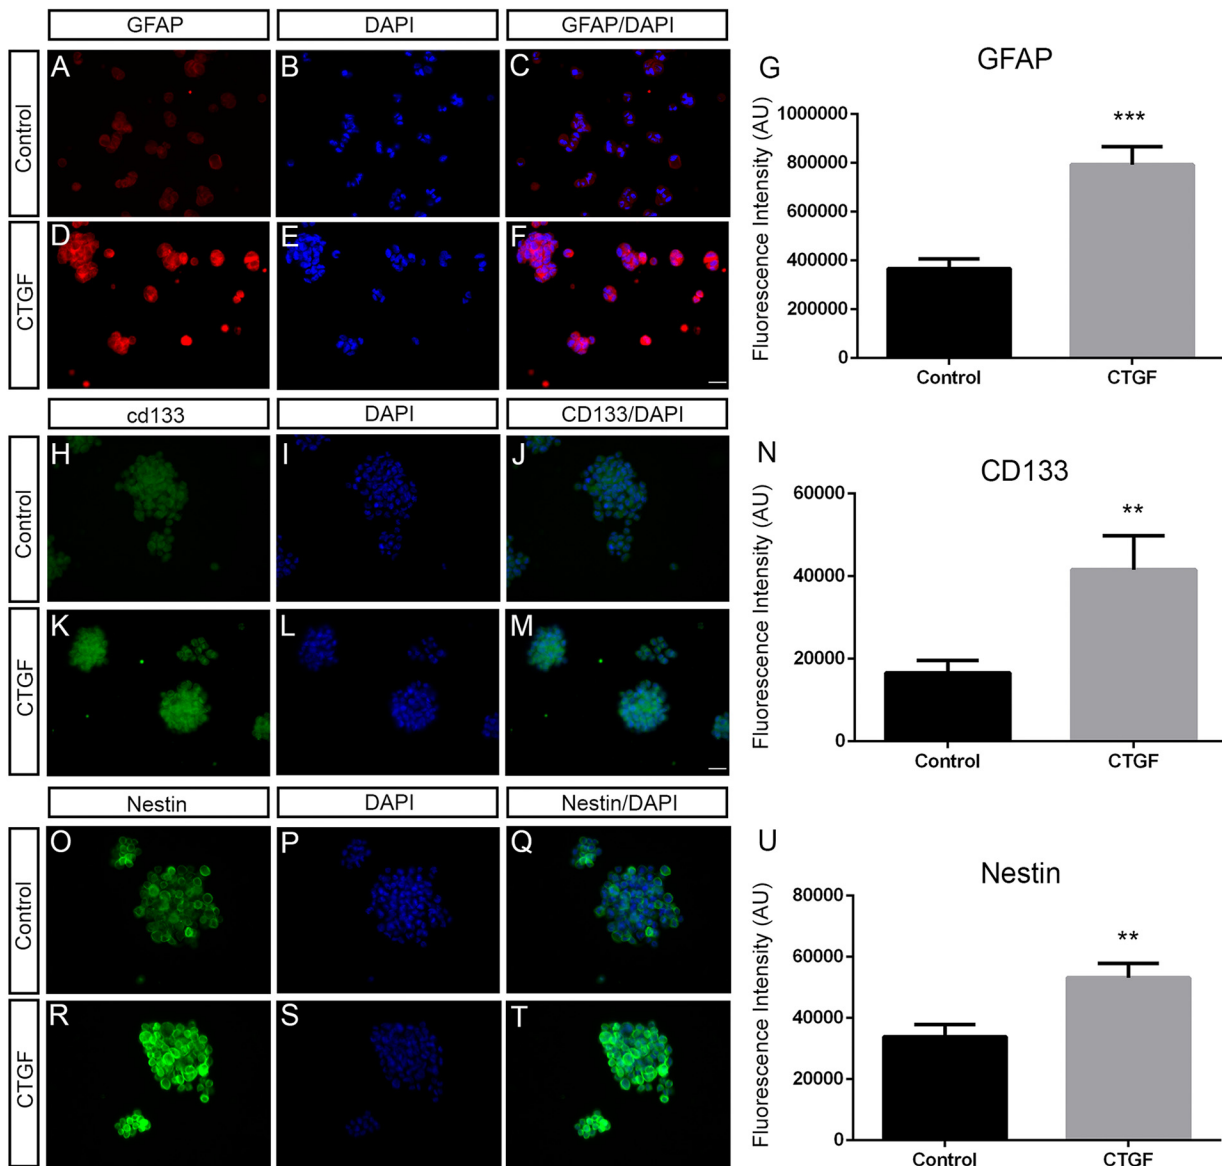 GFAP DAPI GFAP/DAPI
Control A B C
CTGF D E F
G
GFAP
Fluorescence Intensity (AU)
1000000
800000
600000
400000
200000
0
***
Control CTGF
cd133 DAPI CD133/DAPI
Control H I J
CTGF K L M
N
CD133
Fluorescence Intensity (AU)
60000
40000
20000
0
**
Control CTGF
Nestin DAPI Nestin/DAPI
Control O P Q
CTGF R S T
U
Nestin
Fluorescence Intensity (AU)
80000
60000
40000
20000
0
**
Control CTGF